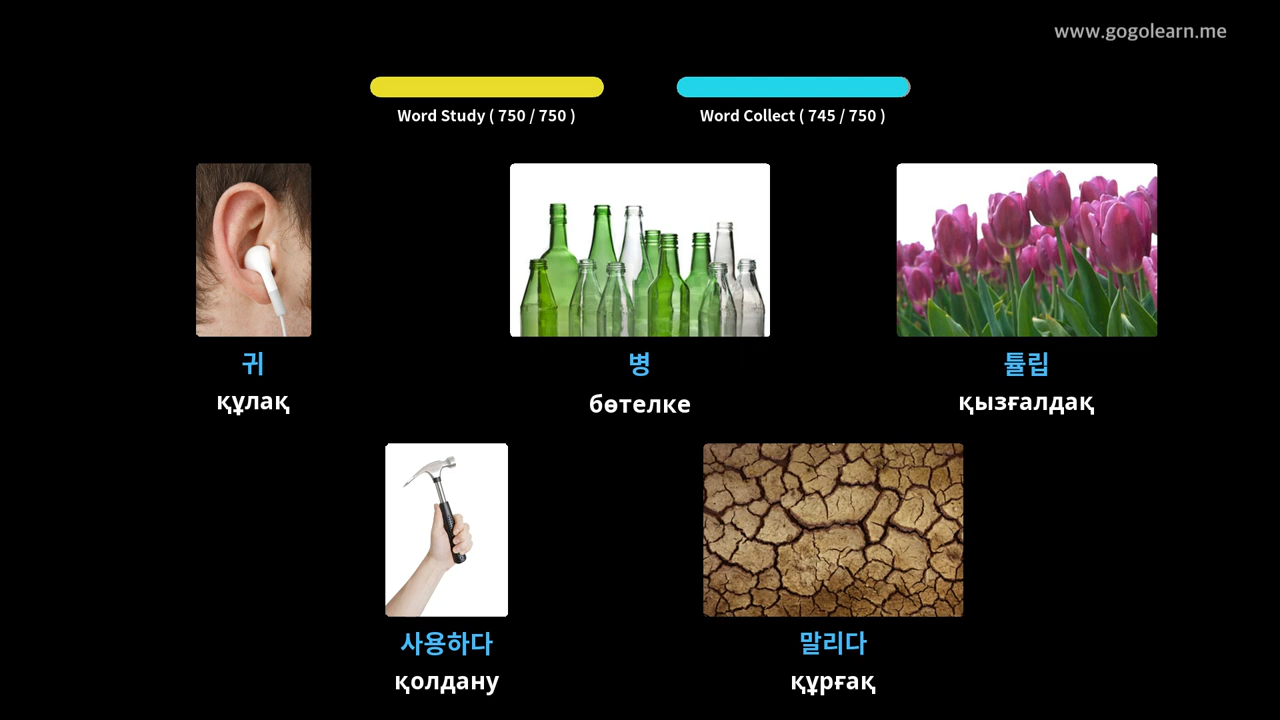 www.gogolearn.me
Word Study ( 750 / 750 )
Word Collect ( 745 / 750 )
귀
병
튤립
құлақ
бөтелке
қызғалдақ
사용하다
말리다
қолдану
құрғақ